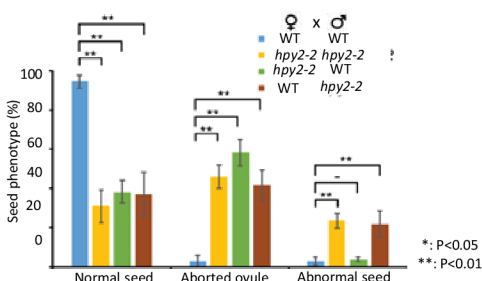 ♀ x ♂
WT WT
hpy2-2 hpy2-2
hpy2-2 WT
WT hpy2-2
** ** **
** ** **
** – **
Seed phenotype (%)
100
80
60
40
20
0
Normal seed Aborted ovule Abnormal seed
*: P<0.05
**: P<0.01